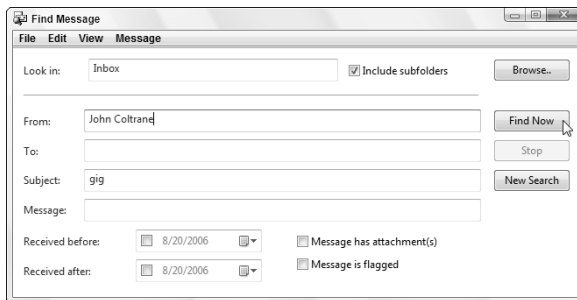 Find Message
File Edit View Message
Look in: Inbox Include subfolders Browse..
From: John Coltrane Find Now
To: Stop
Subject: gig New Search
Message:
Received before: 8/20/2006 Message has attachment(s)
Received after: 8/20/2006 Message is flagged